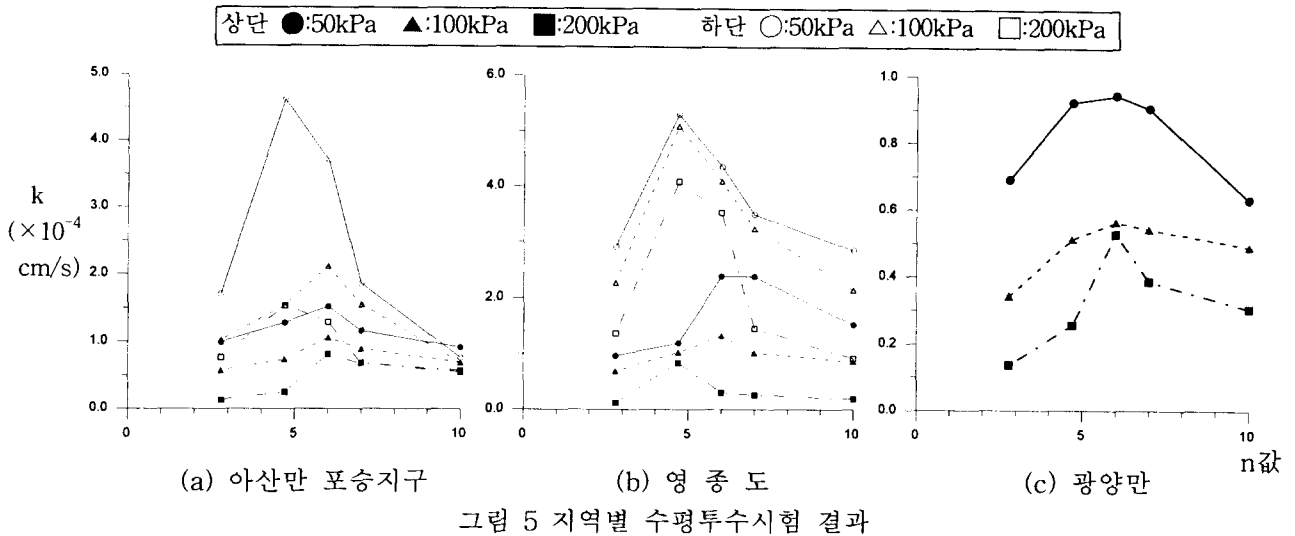 상단 ●:50kPa ▲:100kPa ■:200kPa 하단 ○:50kPa △:100kPa □:200kPa
k
(×10⁻⁴
cm/s)
5.0
4.0
3.0
2.0
1.0
0.0
0 5 10
(a) 아산만 포승지구
6.0
4.0
2.0
0.0
0 5 10
(b) 영 종 도
1.0
0.8
0.6
0.4
0.2
0.0
0 5 10
n값
(c) 광양만
그림 5 지역별 수평투수시험 결과